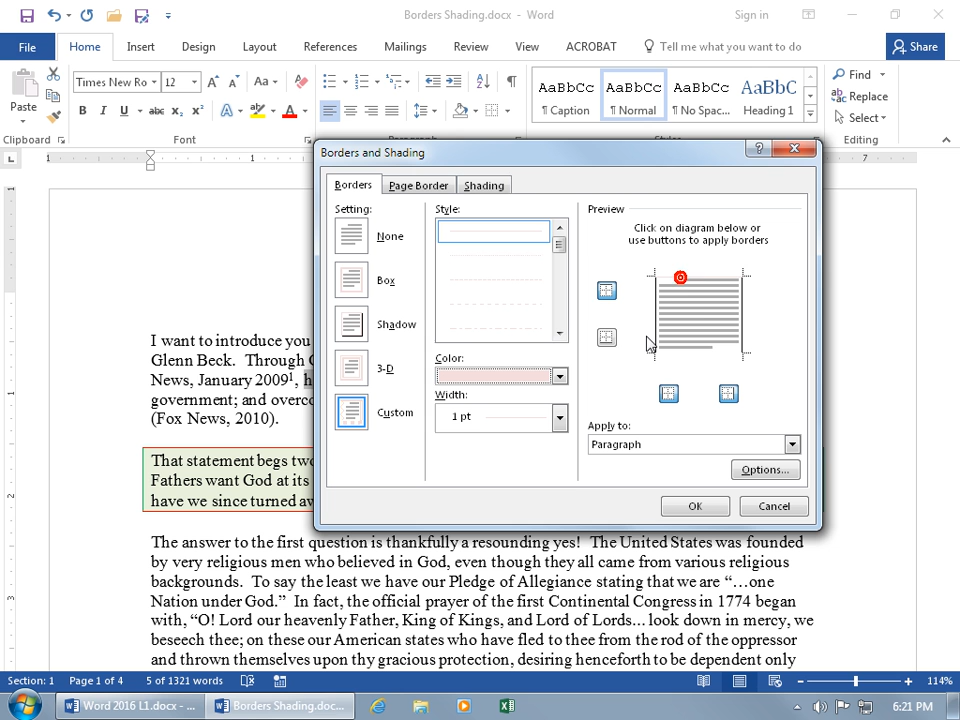 Borders Shading.docx - Word
Sign in
File
Home
Insert
Design
Layout
References
Mailings
Review
View
ACROBAT
Tell me what you want to do
Share
Paste
Times New Ro
12
Aa
B I U abc x₂ x²
A
A
Clipboard
Font
AaBbCc
¶ Caption
AaBbCc
¶ Normal
AaBbCc
¶ No Spac...
AaBbC
Heading 1
Find
Replace
Select
Editing
Borders and Shading
Borders
Page Border
Shading
Setting:
None
Box
Shadow
3-D
Custom
Style:
Color:
Width:
1 pt
Preview
Click on diagram below or
use buttons to apply borders
Apply to:
Paragraph
Options...
OK
Cancel
1
1
7
I want to introduce you
Glenn Beck. Through
News, January 2009¹, h
government; and overco
(Fox News, 2010).
That statement begs two
Fathers want God at its
have we since turned aw
The answer to the first question is thankfully a resounding yes! The United States was founded
by very religious men who believed in God, even though they all came from various religious
backgrounds. To say the least we have our Pledge of Allegiance stating that we are “…one
Nation under God.” In fact, the official prayer of the first Continental Congress in 1774 began
with, “O! Lord our heavenly Father, King of Kings, and Lord of Lords... look down in mercy, we
beseech thee; on these our American states who have fled to thee from the rod of the oppressor
and thrown themselves upon thy gracious protection, desiring henceforth to be dependent only
Section: 1
Page 1 of 4
5 of 1321 words
114%
Word 2016 L1.docx - ...
Borders Shading.doc...
6:21 PM